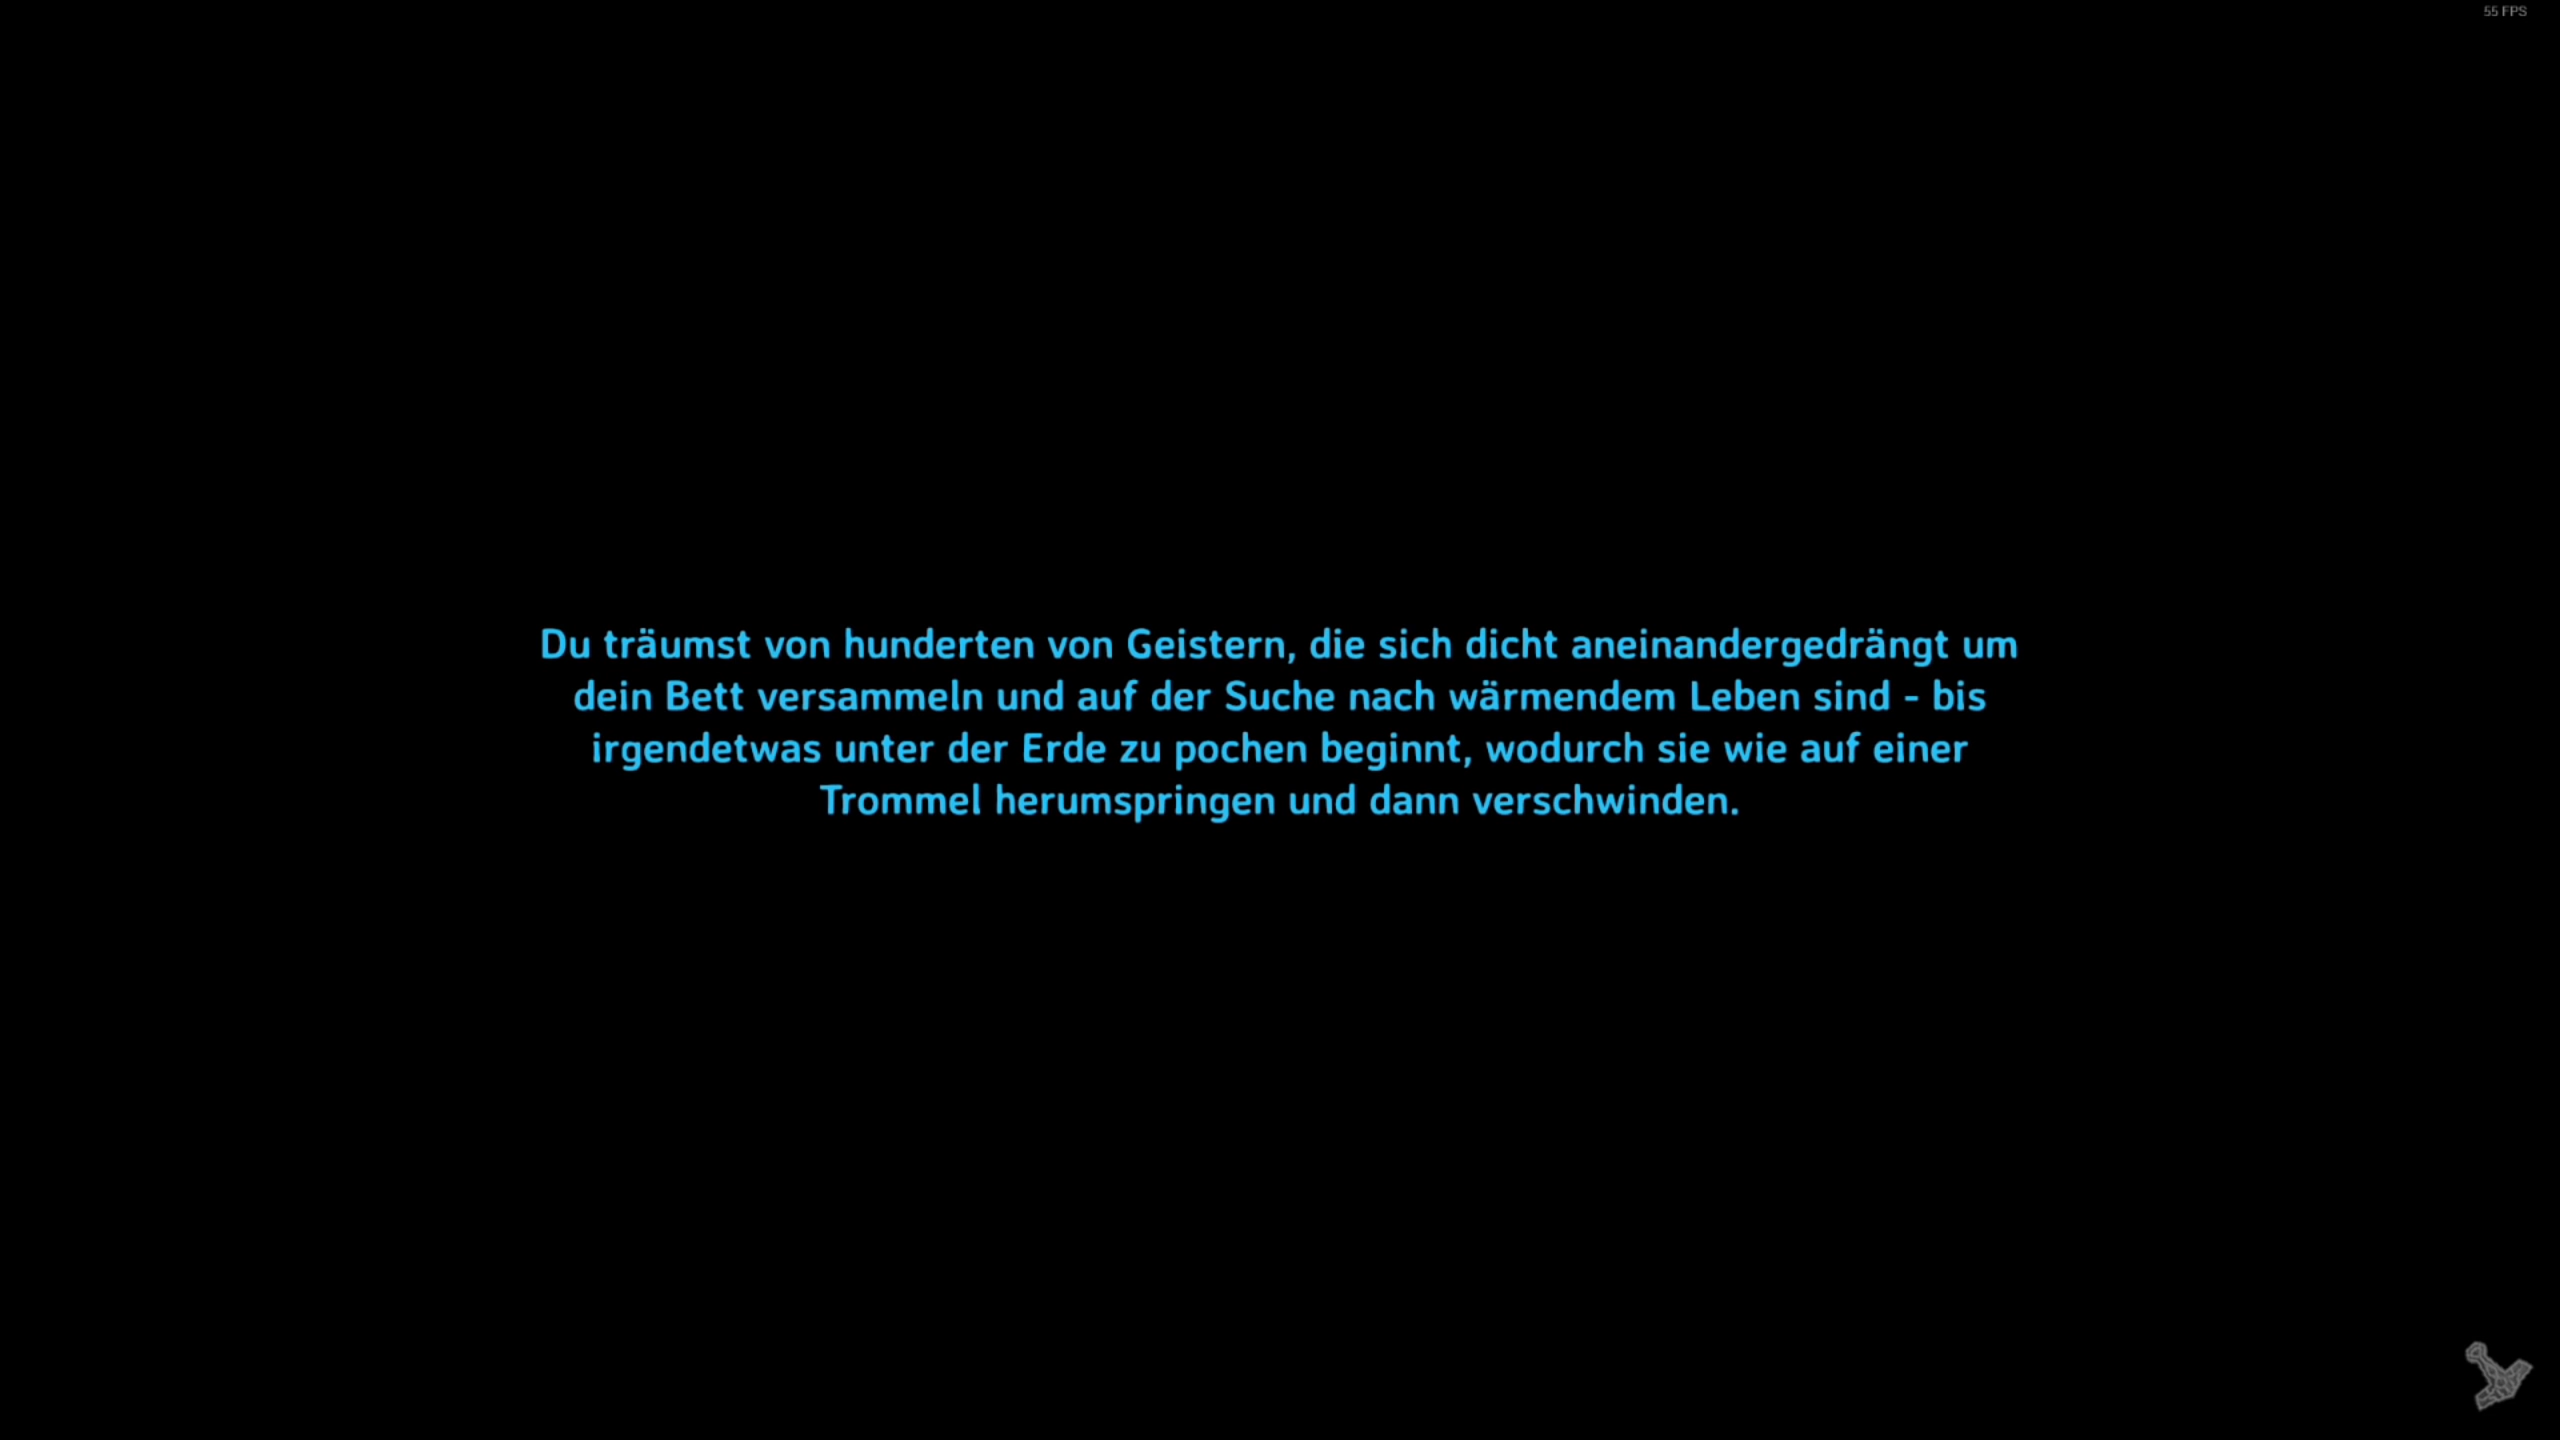 55 FPS
Du träumst von hunderten von Geistern, die sich dicht aneinandergedrängt um
dein Bett versammeln und auf der Suche nach wärmendem Leben sind - bis
irgendetwas unter der Erde zu pochen beginnt, wodurch sie wie auf einer
Trommel herumspringen und dann verschwinden.